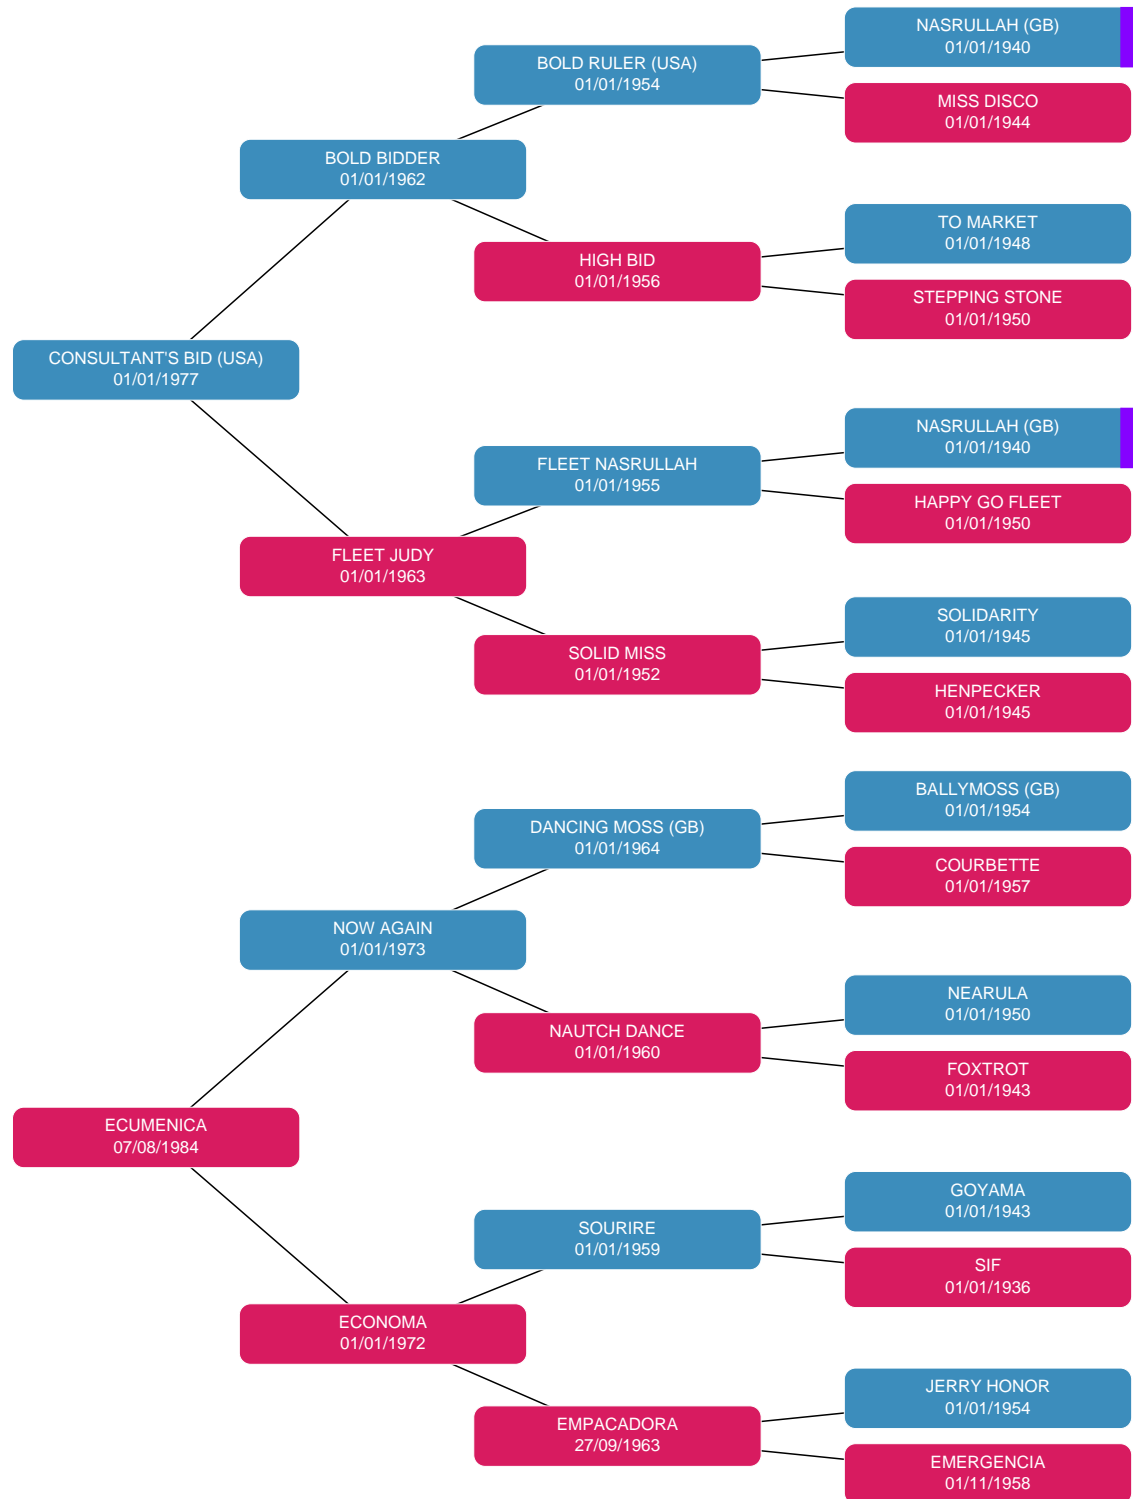 NASRULLAH (GB)
01/01/1940
BOLD RULER (USA)
01/01/1954
MISS DISCO
01/01/1944
BOLD BIDDER
01/01/1962
TO MARKET
01/01/1948
HIGH BID
01/01/1956
STEPPING STONE
01/01/1950
CONSULTANT'S BID (USA)
01/01/1977
NASRULLAH (GB)
01/01/1940
FLEET NASRULLAH
01/01/1955
HAPPY GO FLEET
01/01/1950
FLEET JUDY
01/01/1963
SOLIDARITY
01/01/1945
SOLID MISS
01/01/1952
HENPECKER
01/01/1945
BALLYMOSS (GB)
01/01/1954
DANCING MOSS (GB)
01/01/1964
COURBETTE
01/01/1957
NOW AGAIN
01/01/1973
NEARULA
01/01/1950
NAUTCH DANCE
01/01/1960
FOXTROT
01/01/1943
ECUMENICA
07/08/1984
GOYAMA
01/01/1943
SOURIRE
01/01/1959
SIF
01/01/1936
ECONOMA
01/01/1972
JERRY HONOR
01/01/1954
EMPACADORA
27/09/1963
EMERGENCIA
01/11/1958